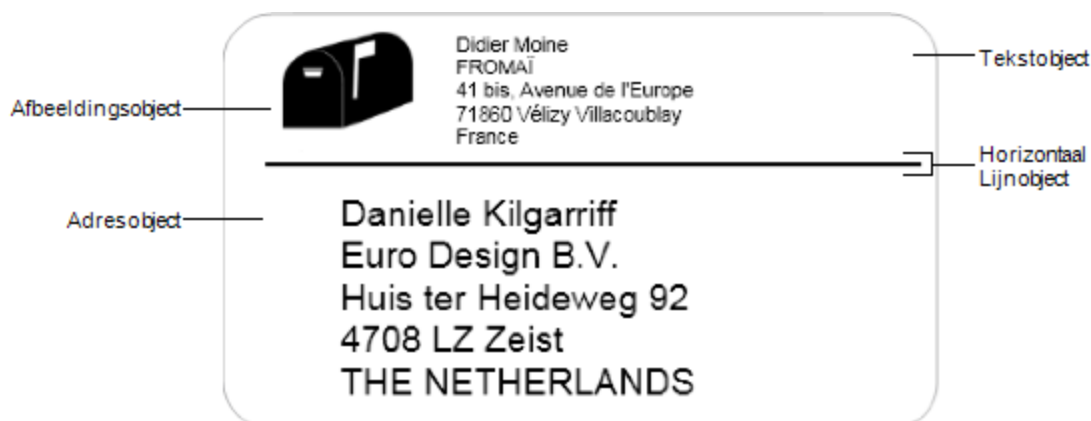 Didier Moine
FROMAÏ
41 bis, Avenue de l'Europe
71860 Vélizy Villacoublay
France
Tekstobject
Afbeeldingsobject
Horizontaal
Lijnobject
Adresobject
Danielle Kilgarriff
Euro Design B.V.
Huis ter Heideweg 92
4708 LZ Zeist
THE NETHERLANDS